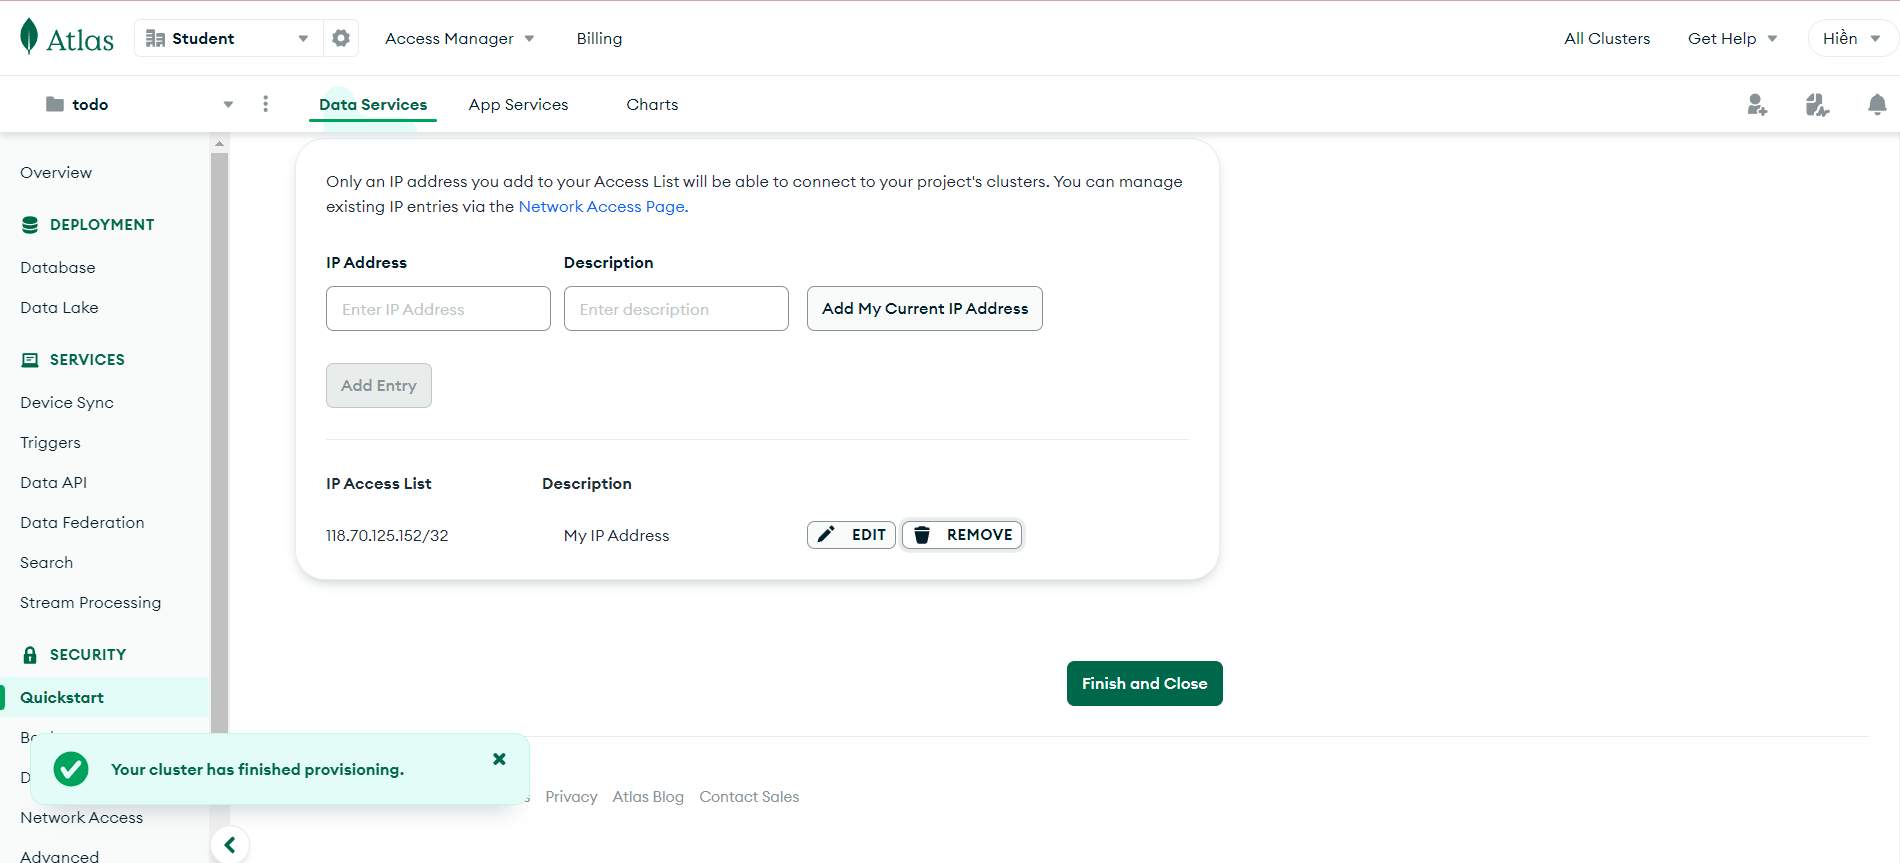 Atlas
Student
Access Manager
Billing
All Clusters
Get Help
Hiền
todo
Data Services
App Services
Charts
Overview
DEPLOYMENT
Database
Data Lake
SERVICES
Device Sync
Triggers
Data API
Data Federation
Search
Stream Processing
SECURITY
Quickstart
Network Access
Advanced
Only an IP address you add to your Access List will be able to connect to your project's clusters. You can manage
existing IP entries via the Network Access Page.
IP Address
Description
Enter IP Address
Enter description
Add My Current IP Address
Add Entry
IP Access List
Description
118.70.125.152/32
My IP Address
EDIT
REMOVE
Finish and Close
Your cluster has finished provisioning.
Privacy
Atlas Blog
Contact Sales